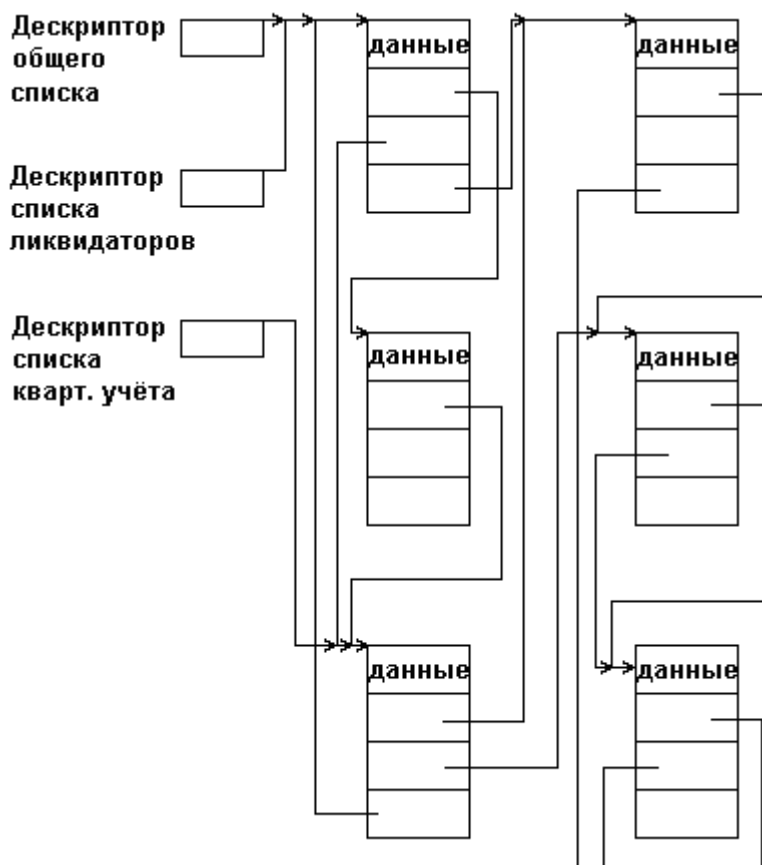 Дескриптор
общего
списка
данные
данные
Дескриптор
списка
ликвидаторов
Дескриптор
списка
кварт. учёта
данные
данные
данные
данные